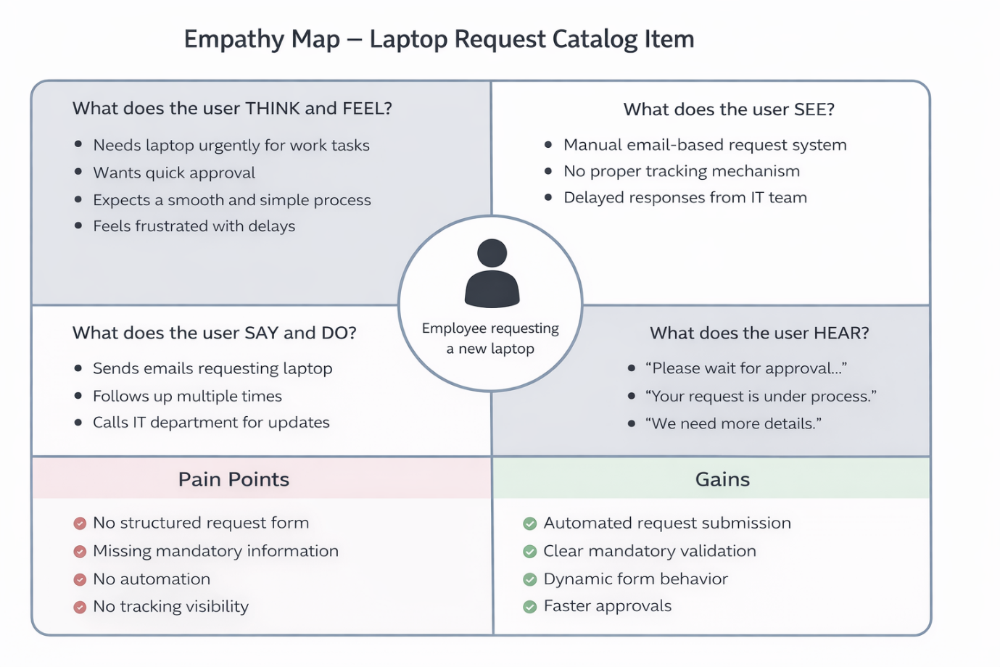 Empathy Map – Laptop Request Catalog Item
What does the user THINK and FEEL?
Needs laptop urgently for work tasks
Wants quick approval
Expects a smooth and simple process
Feels frustrated with delays
What does the user SEE?
Manual email-based request system
No proper tracking mechanism
Delayed responses from IT team
Employee requesting
a new laptop
What does the user SAY and DO?
Sends emails requesting laptop
Follows up multiple times
Calls IT department for updates
What does the user HEAR?
“Please wait for approval...”
“Your request is under process.”
“We need more details.”
Pain Points
No structured request form
Missing mandatory information
No automation
No tracking visibility
Gains
Automated request submission
Clear mandatory validation
Dynamic form behavior
Faster approvals